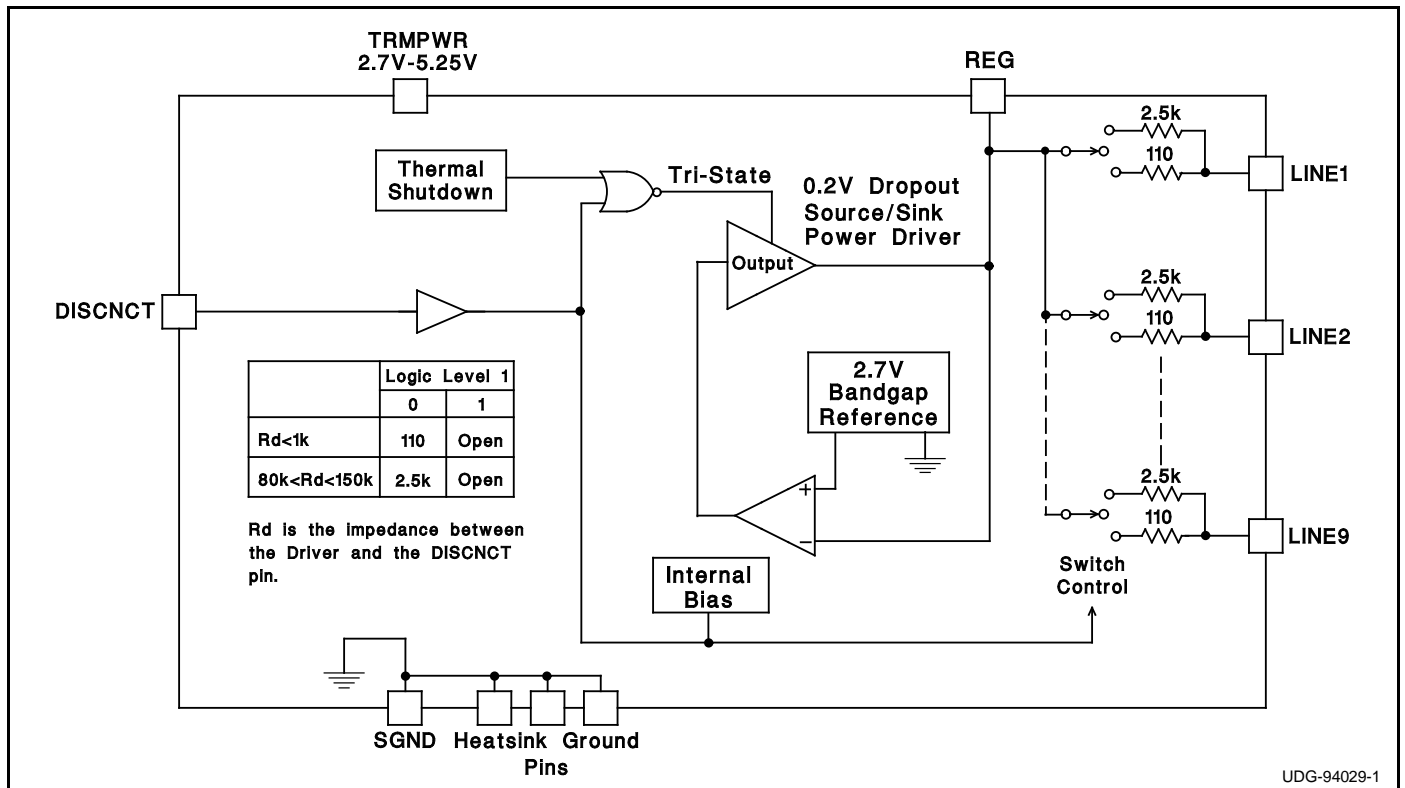 TRMPWR
2.7V-5.25V
REG
2.5k
110
LINE1
Thermal
Shutdown
Tri-State
0.2V Dropout
Source/Sink
Power Driver
Output
DISCNCT
2.5k
110
LINE2
2.7V
Bandgap
Reference
Logic Level 1
0 1
Rd<1k 110 Open
80k<Rd<150k 2.5k Open
Rd is the impedance between
the Driver and the DISCNCT
pin.
+
−
2.5k
110
LINE9
Switch
Control
Internal
Bias
SGND Heatsink Ground
Pins
UDG-94029-1